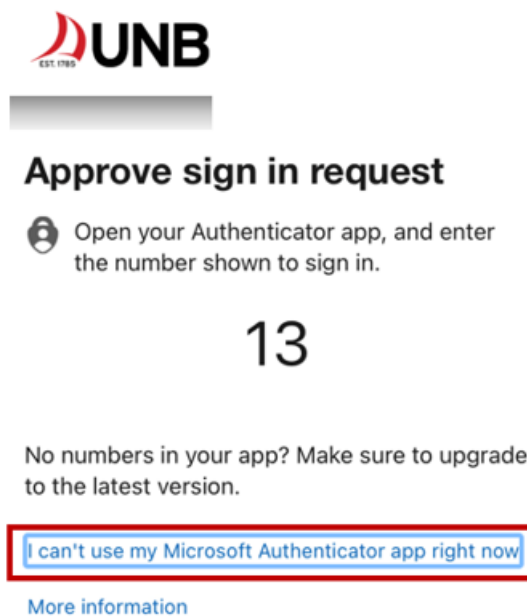 UNB
EST. 1785
Approve sign in request
Open your Authenticator app, and enter
the number shown to sign in.
13
No numbers in your app? Make sure to upgrade
to the latest version.
I can't use my Microsoft Authenticator app right now
More information